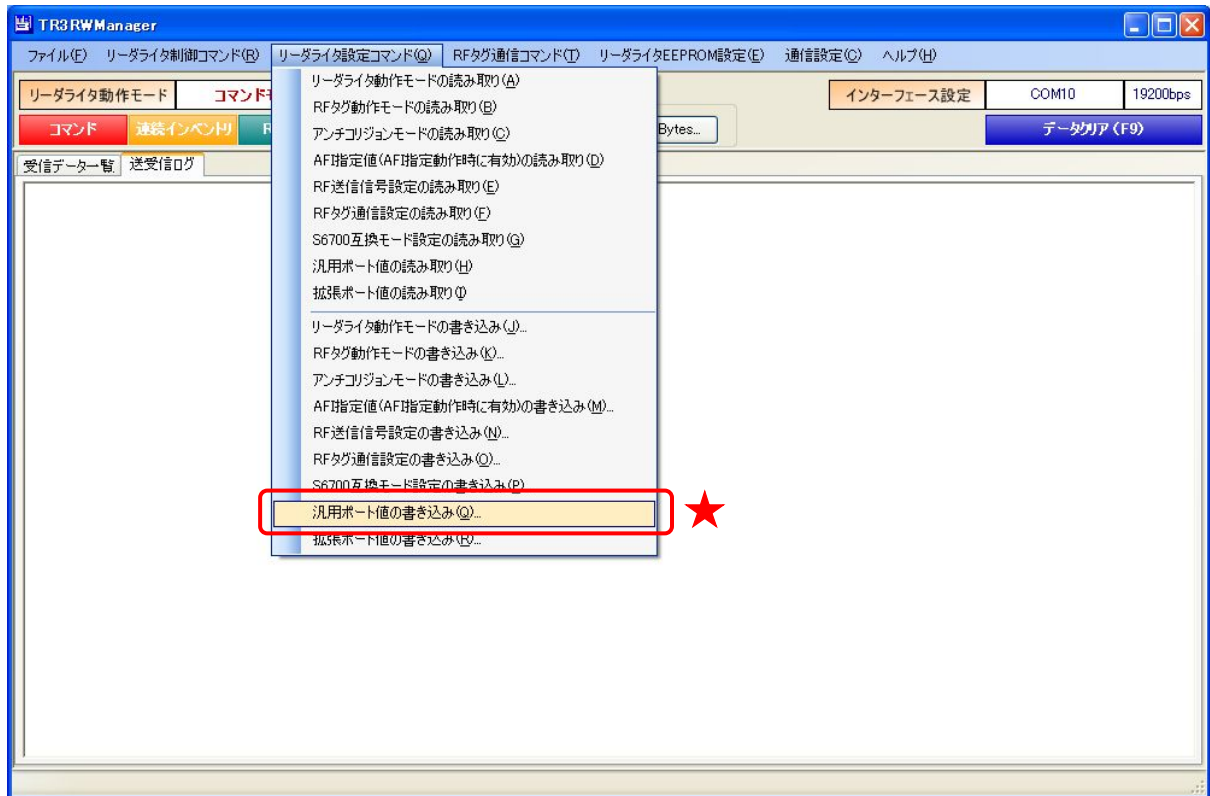 TR3RWManager
ファイル(F) リーダライタ制御コマンド(R) リーダライタ設定コマンド(Q) RFタグ通信コマンド(T) リーダライタEEPROM設定(E) 通信設定(C) ヘルプ(H)
リーダライタ動作モード コマンド インターフェース設定 COM10 19200bps
コマンド 連続インベントリ R Bytes... データクリア (F9)
受信データ一覧 送受信ログ
リーダライタ動作モードの読み取り(A)
RFタグ動作モードの読み取り(B)
アンチコリジョンモードの読み取り(C)
AFI指定値(AFI指定動作時に有効)の読み取り(D)
RF送信信号設定の読み取り(E)
RFタグ通信設定の読み取り(F)
S6700互換モード設定の読み取り(G)
汎用ポート値の読み取り(H)
拡張ポート値の読み取り(I)
リーダライタ動作モードの書き込み(J)...
RFタグ動作モードの書き込み(K)...
アンチコリジョンモードの書き込み(L)...
AFI指定値(AFI指定動作時に有効)の書き込み(M)...
RF送信信号設定の書き込み(N)...
RFタグ通信設定の書き込み(O)...
S6700互換モード設定の書き込み(P)
汎用ポート値の書き込み(Q)...
拡張ポート値の書き込み(R)...
★